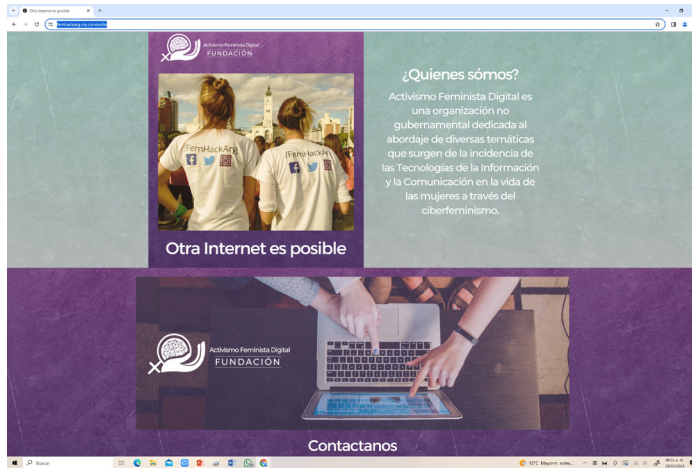 Otra Internet es posible
femhackarg.my.canva.site
Activismo Feminista Digital
FUNDACIÓN
¿Quienes sómos?
Activismo Feminista Digital es
una organización no
gubernamental dedicada al
abordaje de diversas temáticas
que surgen de la incidencia de
las Tecnologías de la Información
y la Comunicación en la vida de
las mujeres a través del
ciberfeminismo.
FemHackArg
FemHackArg
Otra Internet es posible
Activismo Feminista Digital
FUNDACIÓN
Contactanos
Buscar
32°C Mayorm. solea...